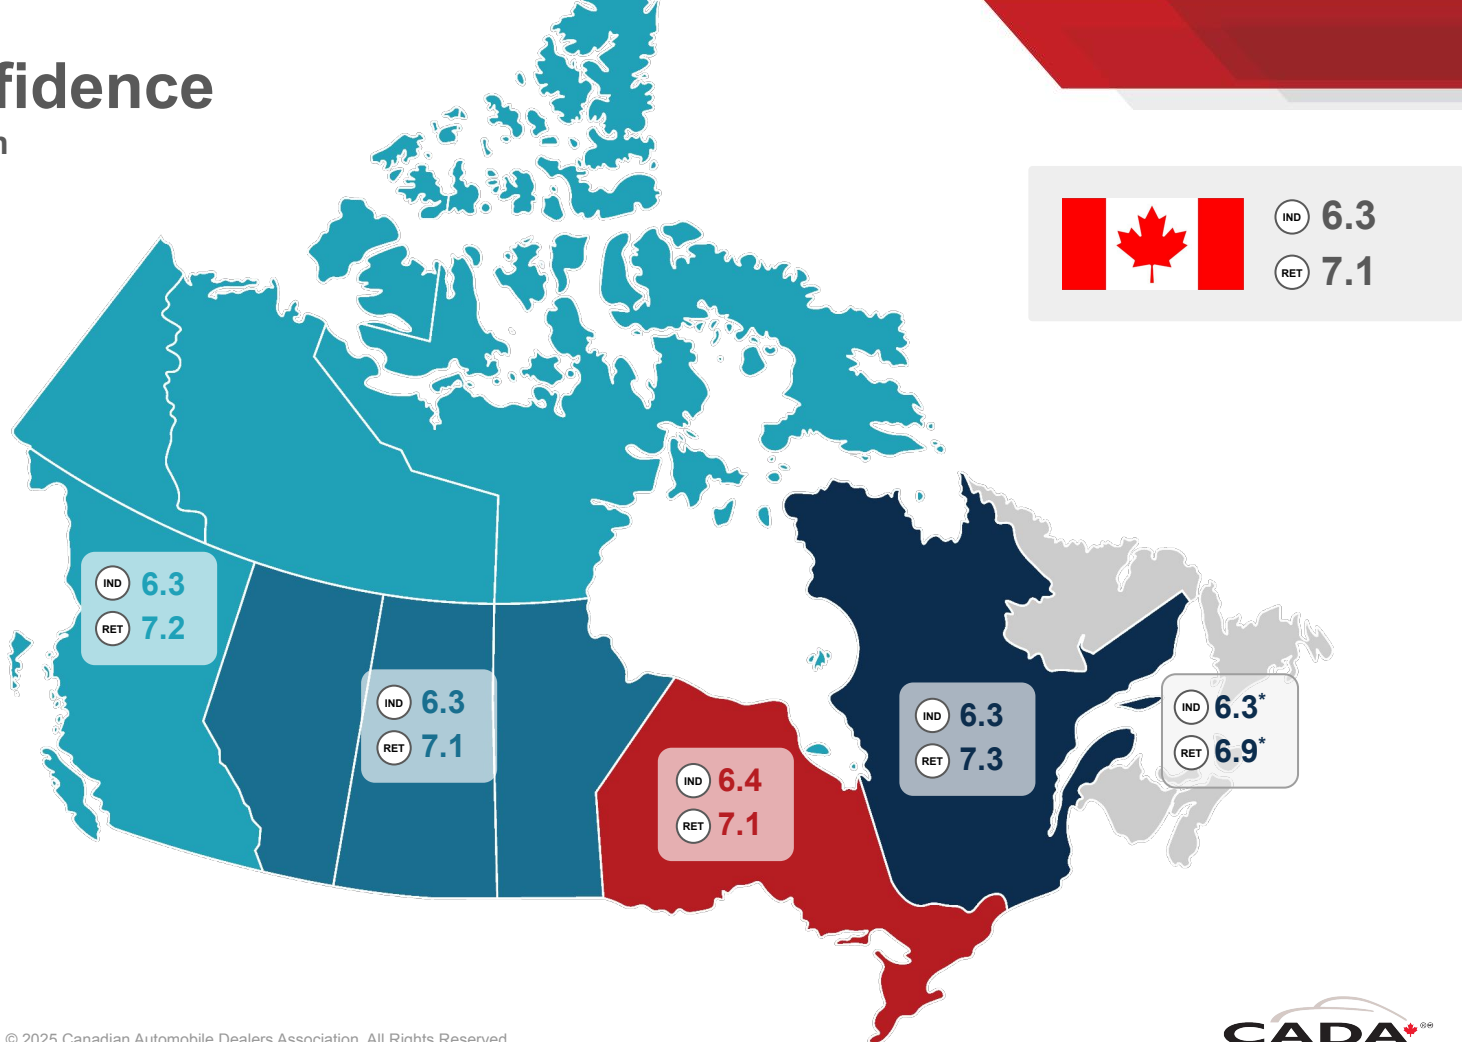 fidence
n
IND 6.3
RET 7.1
IND 6.3
RET 7.2
IND 6.3
RET 7.1
IND 6.4
RET 7.1
IND 6.3
RET 7.3
IND 6.3*
RET 6.9*
© 2025 Canadian Automobile Dealers Association. All Rights Reserved
CADA